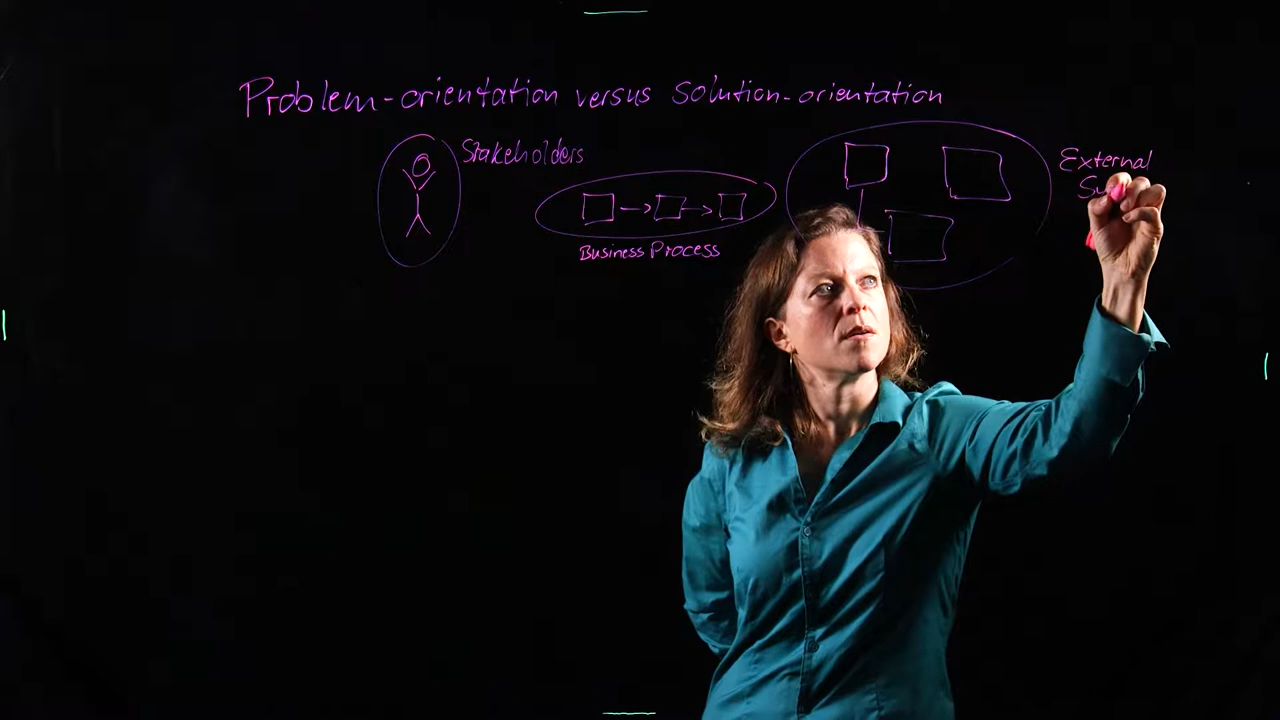 Problem-orientation versus solution-orientation
Stakeholders
Business Process
External